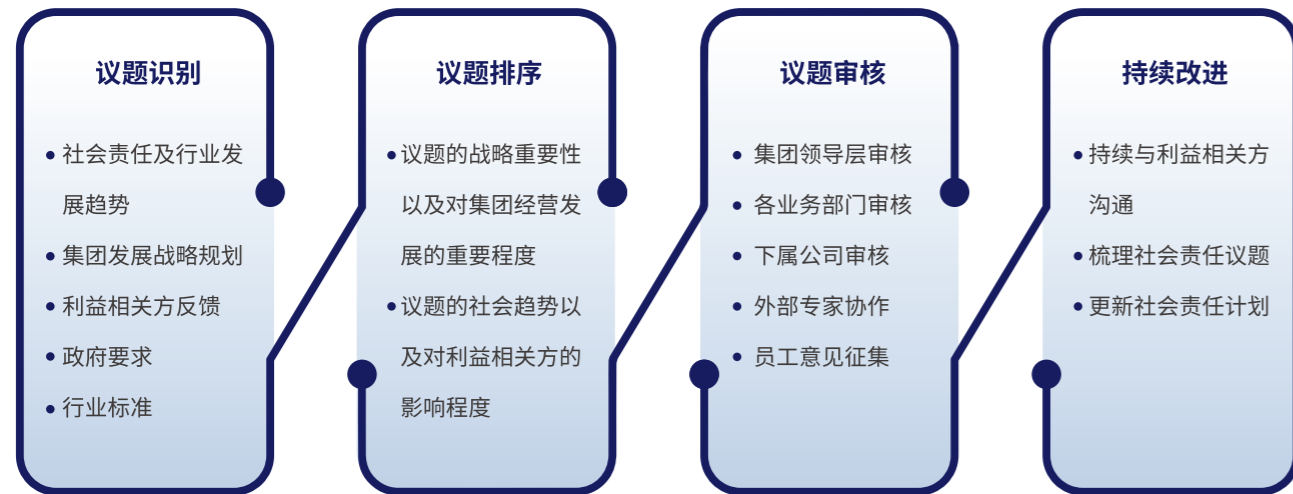 议题识别
• 社会责任及行业发
展趋势
• 集团发展战略规划
• 利益相关方反馈
• 政府要求
• 行业标准
议题排序
• 议题的战略重要性
以及对集团经营发
展的重要程度
• 议题的社会趋势以
及对利益相关方的
影响程度
议题审核
• 集团领导层审核
• 各业务部门审核
• 下属公司审核
• 外部专家协作
• 员工意见征集
持续改进
• 持续与利益相关方
沟通
• 梳理社会责任议题
• 更新社会责任计划